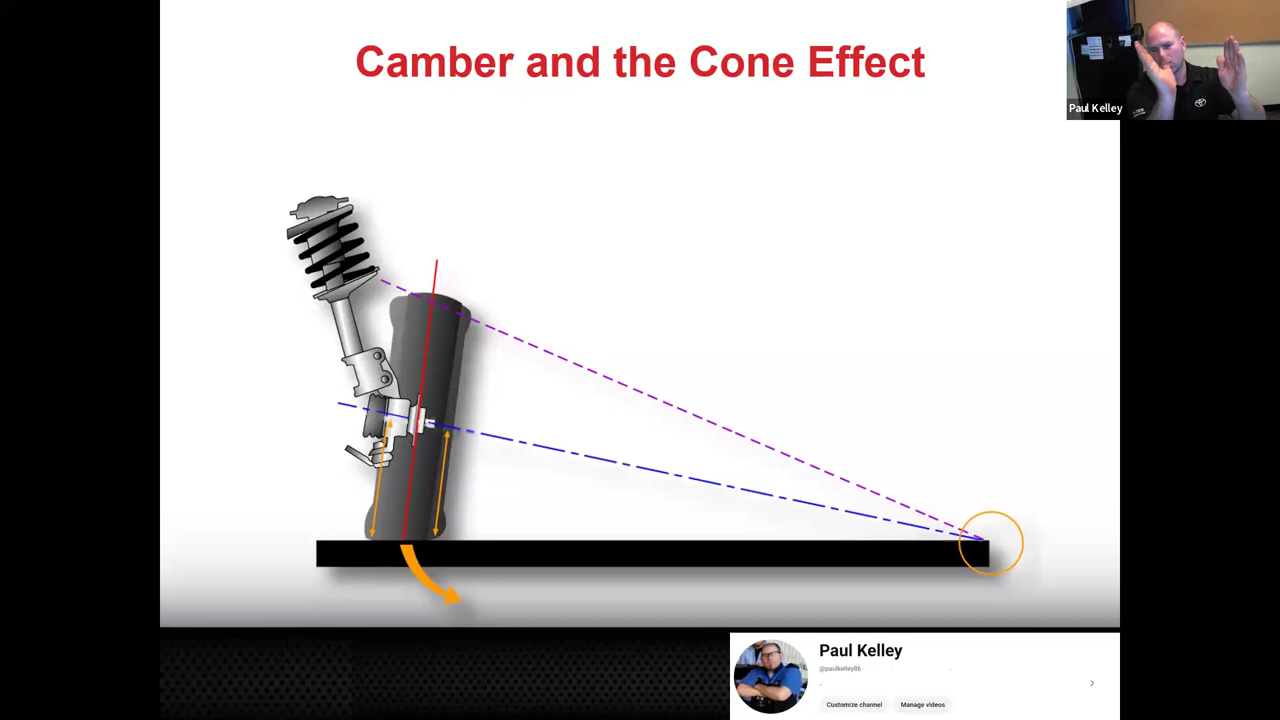 Camber and the Cone Effect
Paul Kelley
Paul Kelley
@paulkelley86
Customize channel
Manage videos